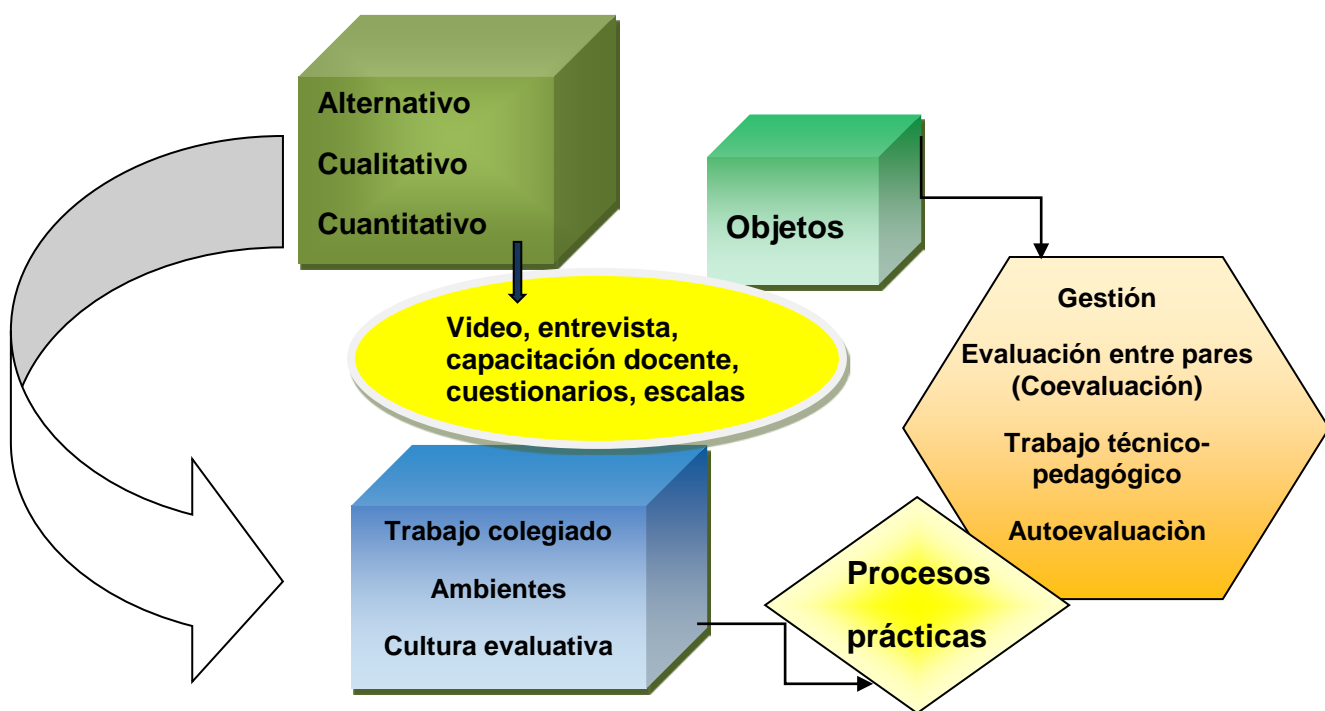 Alternativo
Cualitativo
Cuantitativo
Objetos
Video, entrevista,
capacitación docente,
cuestionarios, escalas
Gestión
Evaluación entre pares
(Coevaluación)
Trabajo técnico-
pedagógico
Autoevaluaciòn
Trabajo colegiado
Ambientes
Cultura evaluativa
Procesos
prácticas